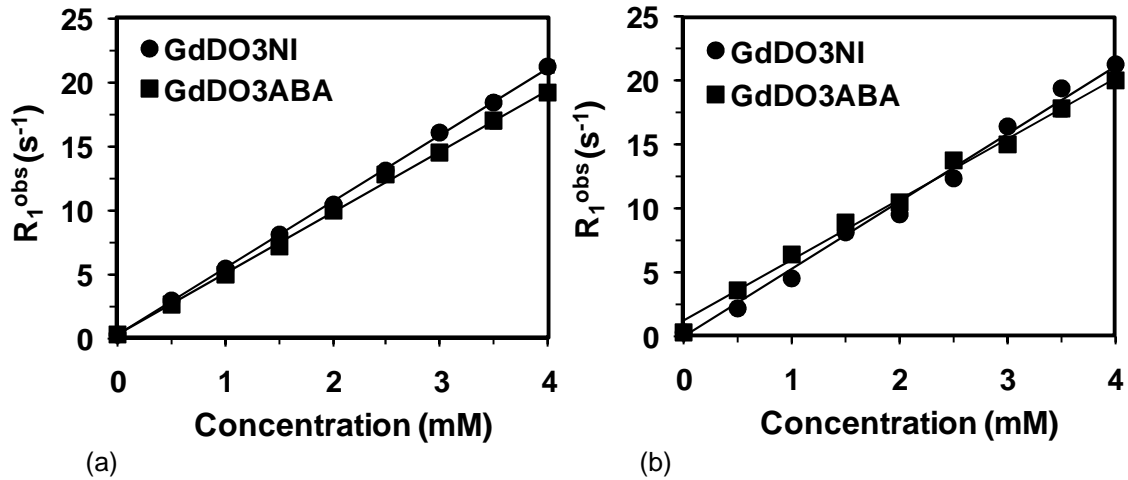 25
20
15
10
5
0
R₁ᵒᵇˢ (s⁻¹)
GdDO3NI
GdDO3ABA
0 1 2 3 4
Concentration (mM)
(a)
25
20
15
10
5
0
R₁ᵒᵇˢ (s⁻¹)
GdDO3NI
GdDO3ABA
0 1 2 3 4
Concentration (mM)
(b)